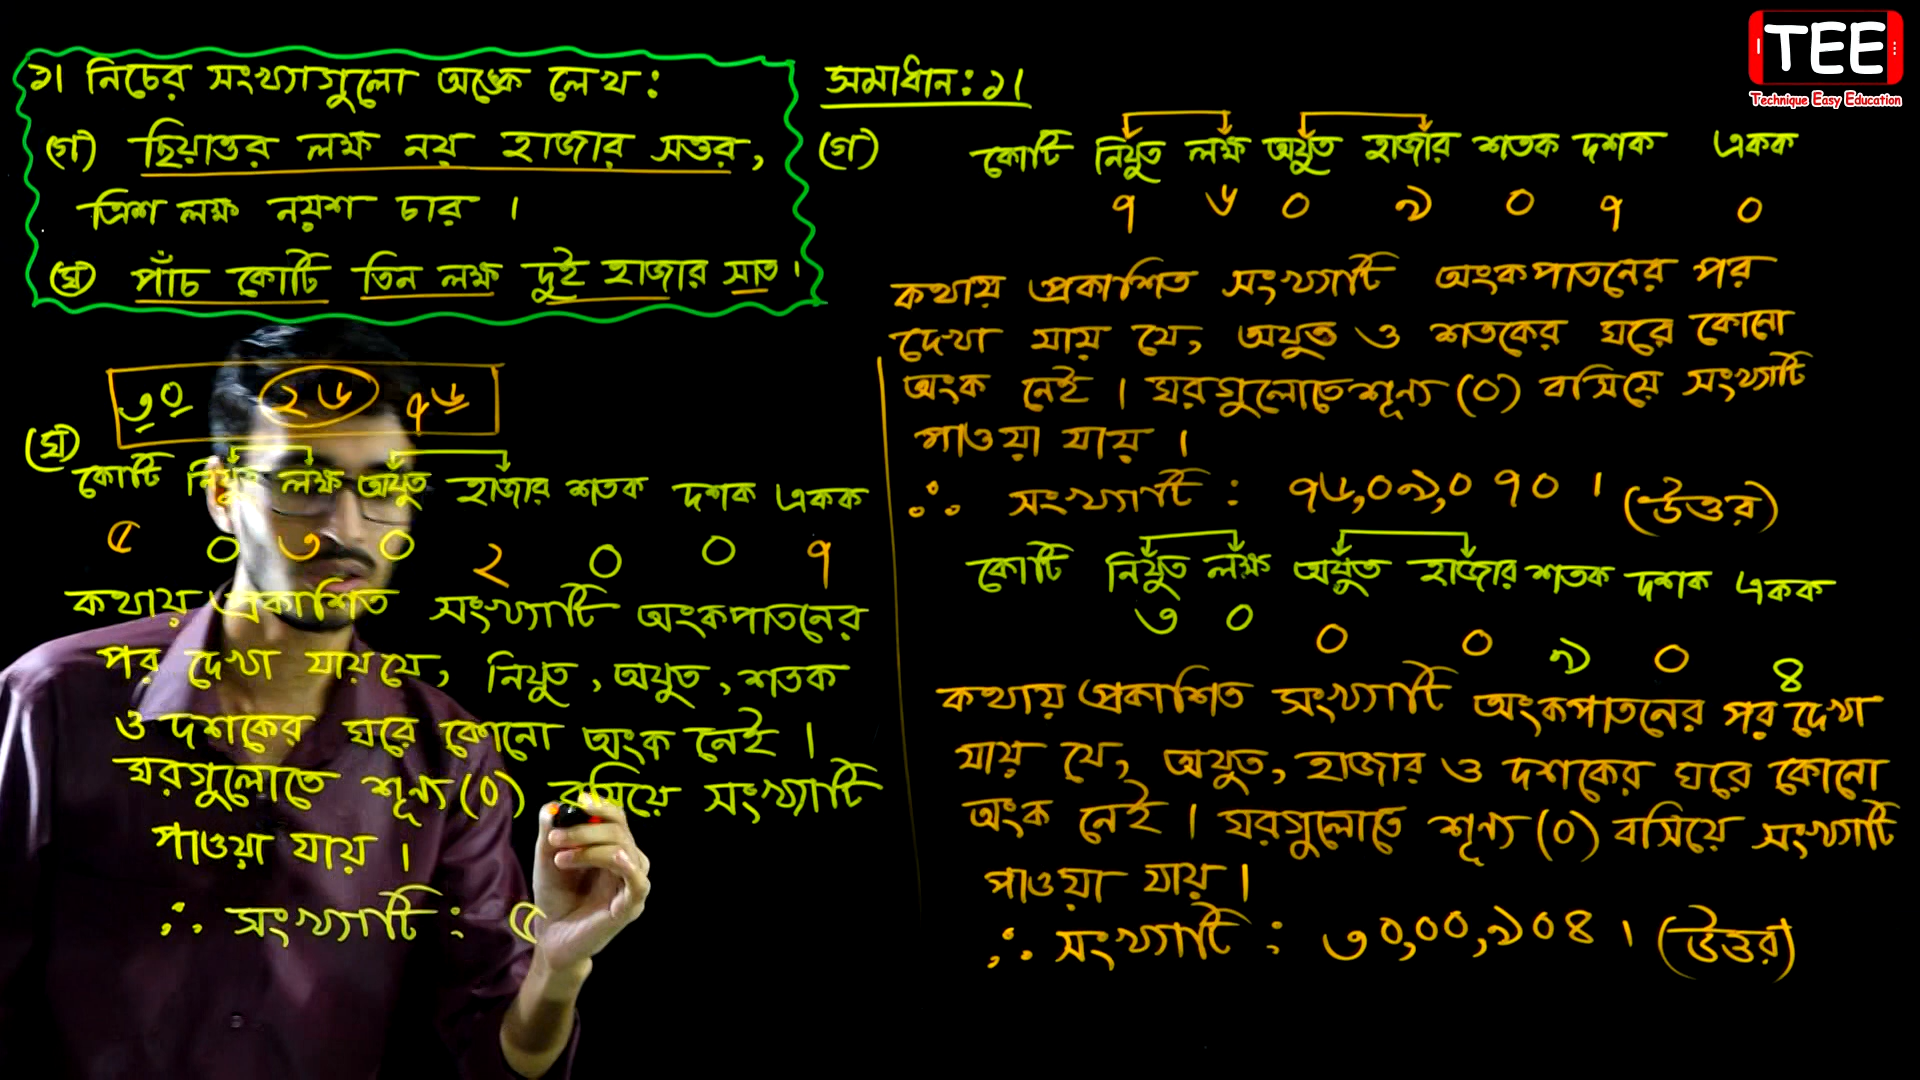 ১। নিচের সংখ্যাগুলো অঙ্কে লেখ:
(গ) ছিয়াত্তর লক্ষ নয় হাজার সত্তর,
ত্রিশ লক্ষ নয়শ চার ।
(ঘ) পাঁচ কোটি তিন লক্ষ দুই হাজার সাত ।
৩০ ২৬ ৭৬
(ঘ)
কোটি নিযুত লক্ষ অযুত হাজার শতক দশক একক
৫ ০ ৩ ০ ২ ০ ০ ৭
কথায় প্রকাশিত সংখ্যাটি অংকপাতনের
পর দেখা যায় যে, নিযুত, অযুত, শতক
ও দশকের ঘরে কোনো অংক নেই ।
ঘরগুলোতে শূন্য (০) বসিয়ে সংখ্যাটি
পাওয়া যায় ।
∴ সংখ্যাটি : ৫
সমাধান: ১।
(গ) কোটি নিযুত লক্ষ অযুত হাজার শতক দশক একক
৭ ৬ ০ ৯ ০ ৭ ০
কথায় প্রকাশিত সংখ্যাটি অংকপাতনের পর
দেখা যায় যে, অযুত ও শতকের ঘরে কোনো
অংক নেই । ঘরগুলোতে শূন্য (০) বসিয়ে সংখ্যাটি
পাওয়া যায় ।
∴ সংখ্যাটি : ৭৬,০৯,০৭০ । (উত্তর)
কোটি নিযুত লক্ষ অযুত হাজার শতক দশক একক
৩ ০ ০ ০ ৯ ০ ৪
কথায় প্রকাশিত সংখ্যাটি অংকপাতনের পর দেখা
যায় যে, অযুত, হাজার ও দশকের ঘরে কোনো
অংক নেই । ঘরগুলোতে শূন্য (০) বসিয়ে সংখ্যাটি
পাওয়া যায় ।
∴ সংখ্যাটি : ৩০,০০,৯০৪ । (উত্তর)
TEE
Technique Easy Education